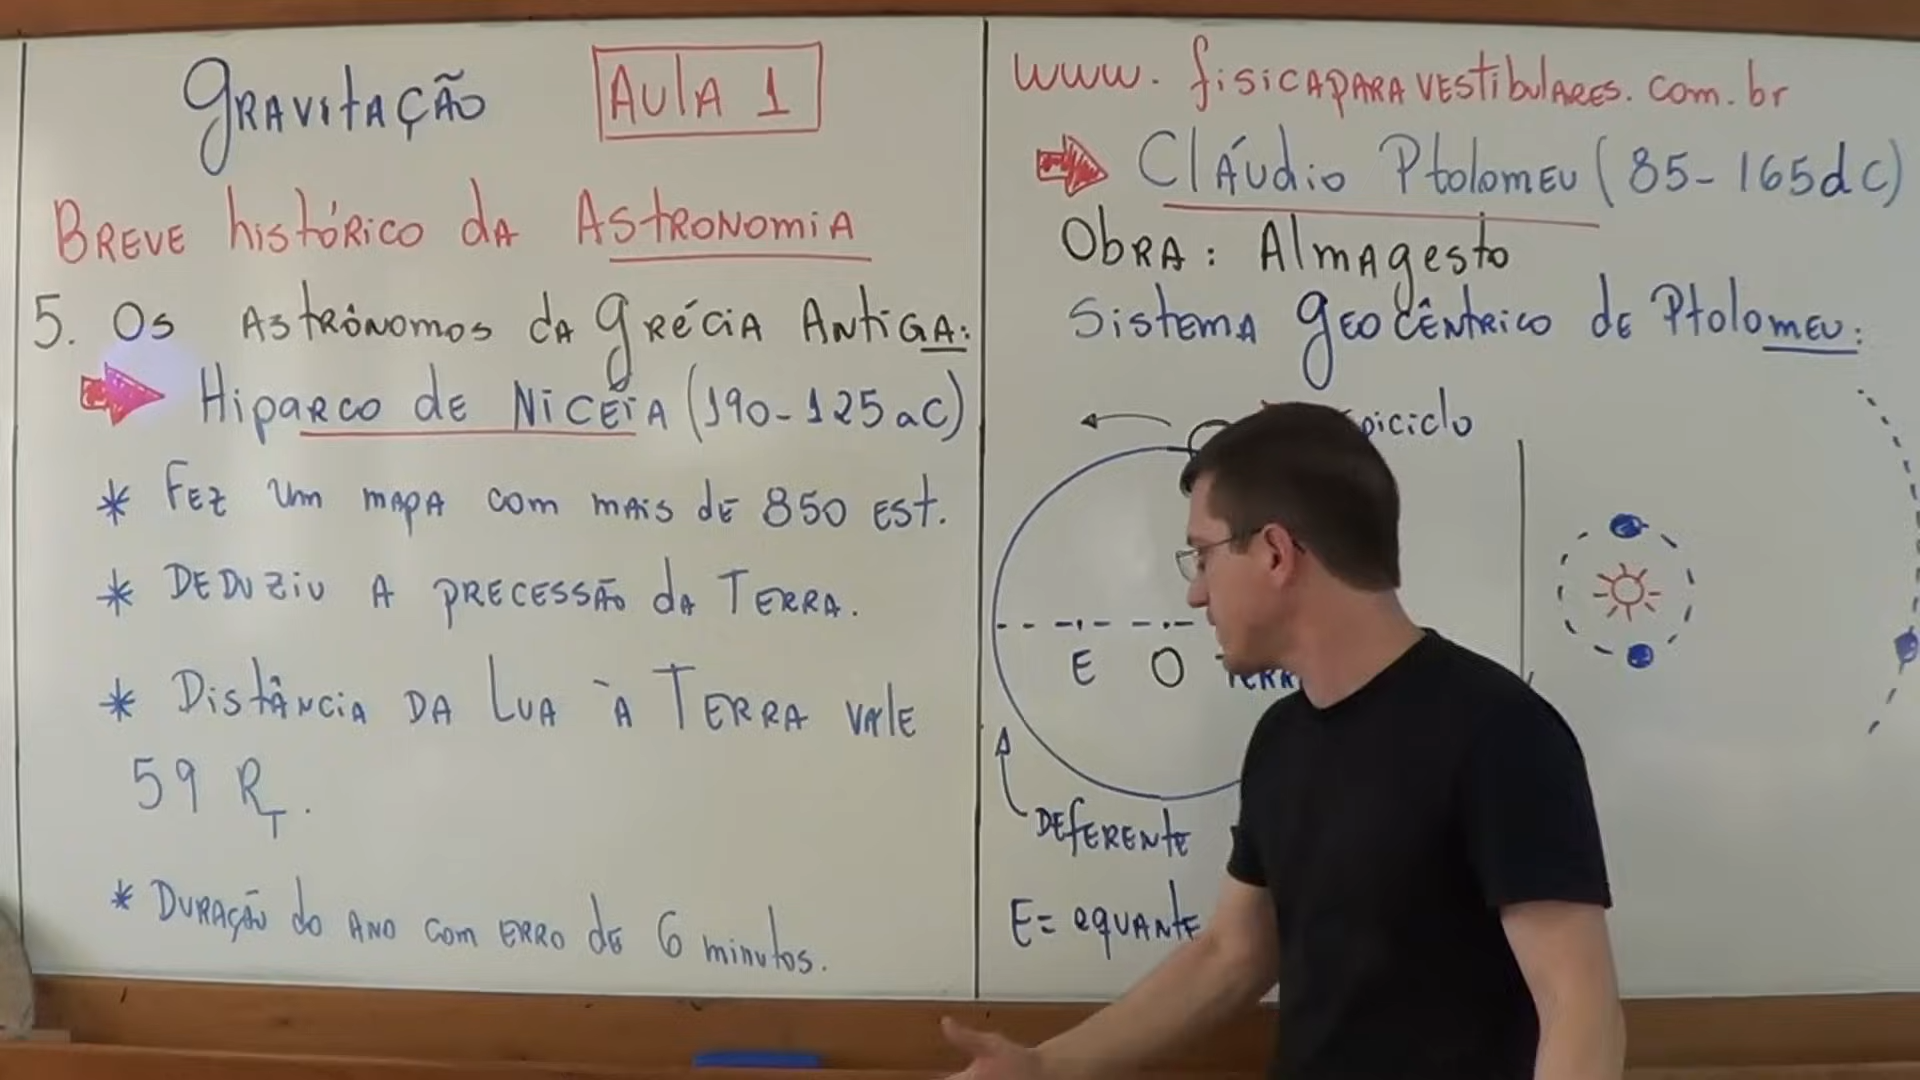 Gravitação
Aula 1
Breve histórico da Astronomia
5. Os Astrônomos da Grécia Antiga:
Hiparco de Niceia (190-125 aC)
* Fez um mapa com mais de 850 est.
* Deduziu a precessão da Terra.
* Distância da Lua à Terra vale
59 R_T.
* Duração do ano com erro de 6 minutos.
www.fisicaparavestibulares.com.br
Cláudio Ptolomeu (85-165dC)
Obra: Almagesto
Sistema geocêntrico de Ptolomeu:
E O
Deferente
E = equante